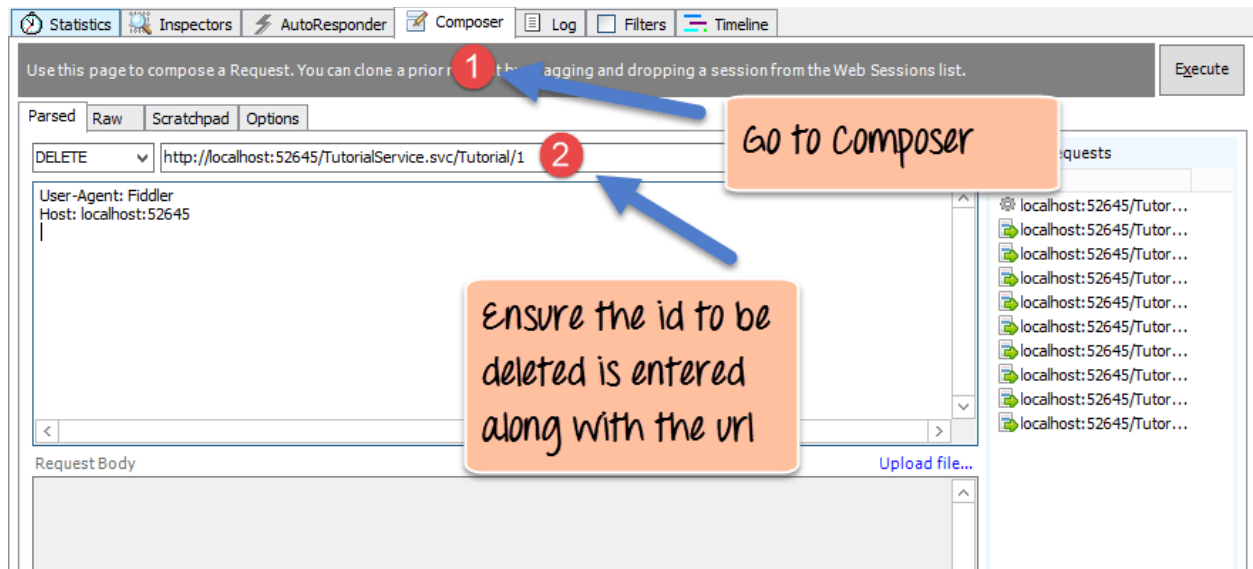 Statistics Inspectors AutoResponder Composer Log Filters Timeline
Use this page to compose a Request. You can clone a prior 1 t by dragging and dropping a session from the Web Sessions list.
Execute
Parsed Raw Scratchpad Options
Go to Composer
DELETE http://localhost:52645/TutorialService.svc/Tutorial/1 2
equests
User-Agent: Fiddler
Host: localhost:52645
localhost:52645/Tutor...
localhost:52645/Tutor...
localhost:52645/Tutor...
localhost:52645/Tutor...
localhost:52645/Tutor...
localhost:52645/Tutor...
localhost:52645/Tutor...
localhost:52645/Tutor...
localhost:52645/Tutor...
localhost:52645/Tutor...
Ensure the id to be
deleted is entered
along with the url
Request Body Upload file...